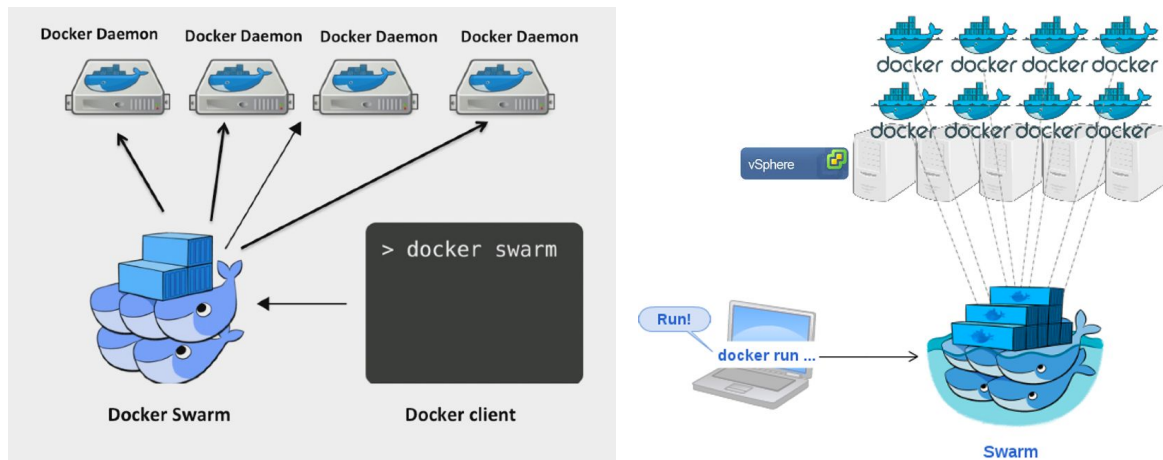 Docker Daemon
Docker Daemon
Docker Daemon
Docker Daemon
> docker swarm
Docker Swarm
Docker client
docker
docker
docker
docker
docker
docker
docker
docker
vSphere
Run!
docker run ...
Swarm